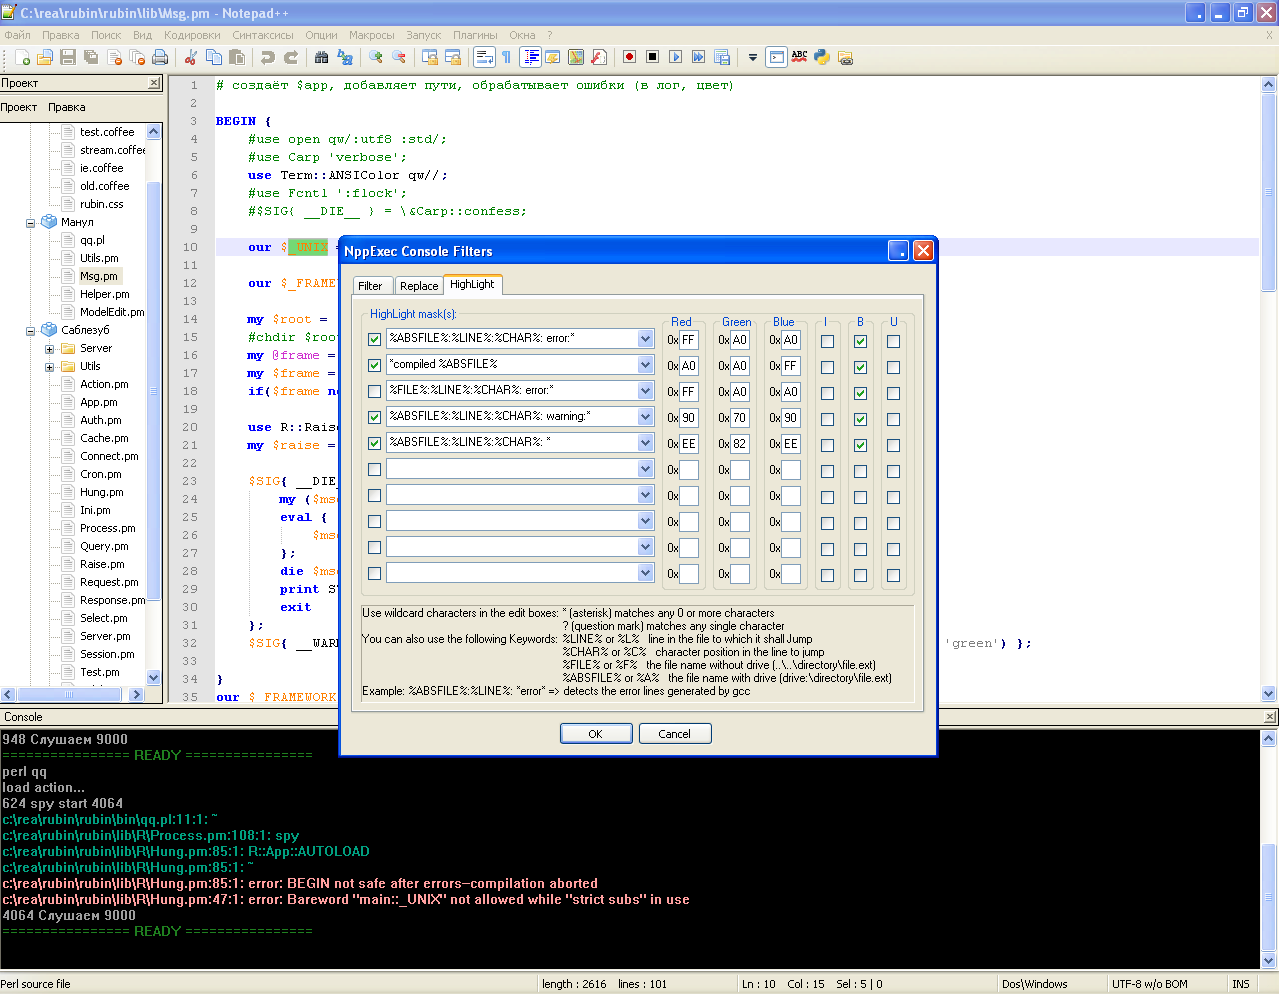 C:\rea\rubin\rubin\lib\Msg.pm - Notepad++
Файл Правка Поиск Вид Кодировки Синтаксисы Опции Макросы Запуск Плагины Окна ? X
Проект
Проект Правка
test.coffee
stream.coffee
ie.coffee
old.coffee
rubin.css
Манул
qq.pl
Utils.pm
Msg.pm
Helper.pm
ModelEdit.pm
Саблезуб
Server
Utils
Action.pm
App.pm
Auth.pm
Cache.pm
Connect.pm
Cron.pm
Hung.pm
Ini.pm
Process.pm
Query.pm
Raise.pm
Request.pm
Response.pm
Select.pm
Server.pm
Session.pm
Test.pm
1 # создаёт $app, добавляет пути, обрабатывает ошибки (в лог, цвет)
2
3 BEGIN {
4 #use open qw/:utf8 :std/;
5 #use Carp 'verbose';
6 use Term::ANSIColor qw//;
7 #use Fcntl ':flock';
8 #$SIG{ __DIE__ } = \&Carp::confess;
9
10 our $_UNIX =
11
12 our $_FRAME
13
14 my $root =
15 #chdir $root
16 my @frame =
17 my $frame =
18 if($frame ne
19
20 use R::Raise
21 my $raise =
22
23 $SIG{ __DIE_
24 my ($ms
25 eval {
26 $ms
27 };
28 die $ms
29 print S
30 exit
31 };
32 $SIG{ __WAR 'green') };
33
34 }
35 our $_FRAMEWORK
NppExec Console Filters
Filter Replace HighLight
HighLight mask(s): Red Green Blue I B U
%ABSFILE%:%LINE%:%CHAR%: error:* 0x FF 0x A0 0x A0
*compiled %ABSFILE% 0x A0 0x A0 0x FF
%FILE%:%LINE%:%CHAR%: error:* 0x FF 0x A0 0x A0
%ABSFILE%:%LINE%:%CHAR%: warning:* 0x 90 0x 70 0x 90
%ABSFILE%:%LINE%:%CHAR%: * 0x EE 0x 82 0x EE
0x 0x 0x
0x 0x 0x
0x 0x 0x
0x 0x 0x
0x 0x 0x
Use wildcard characters in the edit boxes: * (asterisk) matches any 0 or more characters
? (question mark) matches any single character
You can also use the following Keywords: %LINE% or %L% line in the file to which it shall Jump
%CHAR% or %C% character position in the line to jump
%FILE% or %F% the file name without drive (..\..\directory\file.ext)
%ABSFILE% or %A% the file name with drive (drive:\directory\file.ext)
Example: %ABSFILE%:%LINE%: *error* => detects the error lines generated by gcc
OK Cancel
Console
948 Слушаем 9000
================ READY ================
perl qq
load action...
624 spy start 4064
c:\rea\rubin\rubin\bin\qq.pl:11:1: ~
c:\rea\rubin\rubin\lib\R\Process.pm:108:1: spy
c:\rea\rubin\rubin\lib\R\Hung.pm:85:1: R::App::AUTOLOAD
c:\rea\rubin\rubin\lib\R\Hung.pm:85:1: ~
c:\rea\rubin\rubin\lib\R\Hung.pm:85:1: error: BEGIN not safe after errors--compilation aborted
c:\rea\rubin\rubin\lib\R\Hung.pm:47:1: error: Bareword "main::_UNIX" not allowed while "strict subs" in use
4064 Слушаем 9000
================ READY ================
Perl source file length : 2616 lines : 101 Ln : 10 Col : 15 Sel : 5 | 0 Dos\Windows UTF-8 w/o BOM INS